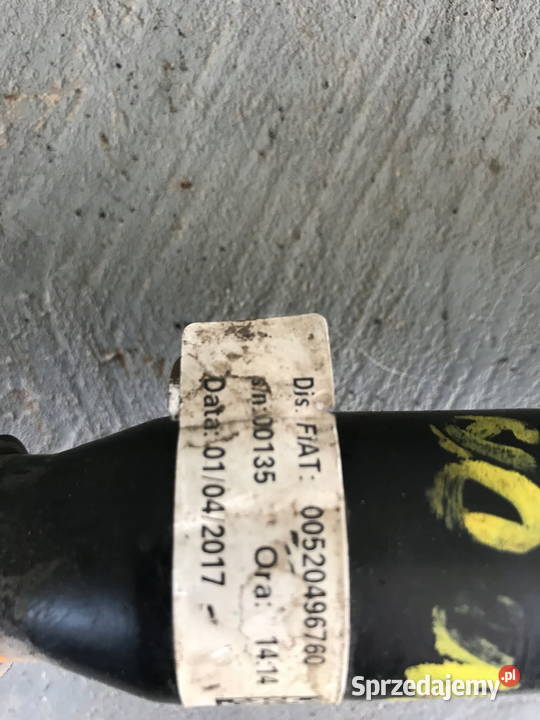 Dis. FiAT: 00520496760
s/n: 00135 Ora: 14:14
Data: 01/04/2017
Sprzedajemy.pl